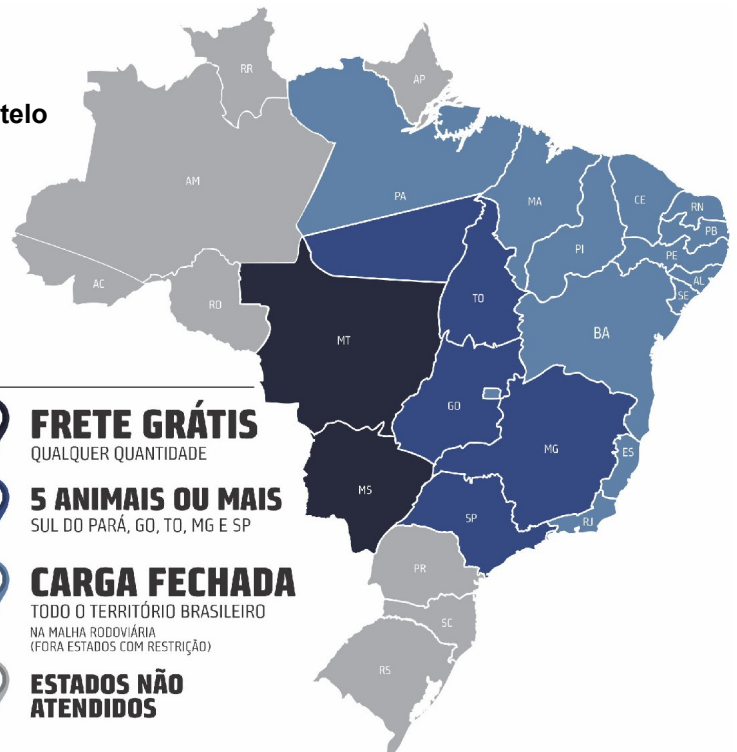 telo
RR
AP
AM
PA
MA
CE
RN
PB
PI
PE
AL
SE
AC
RO
TO
BA
MT
GO
MG
ES
MS
SP
RJ
PR
SC
RS
FRETE GRÁTIS
QUALQUER QUANTIDADE
5 ANIMAIS OU MAIS
SUL DO PARÁ, GO, TO, MG E SP
CARGA FECHADA
TODO O TERRITÓRIO BRASILEIRO
NA MALHA RODOVIÁRIA
(FORA ESTADOS COM RESTRIÇÃO)
ESTADOS NÃO
ATENDIDOS